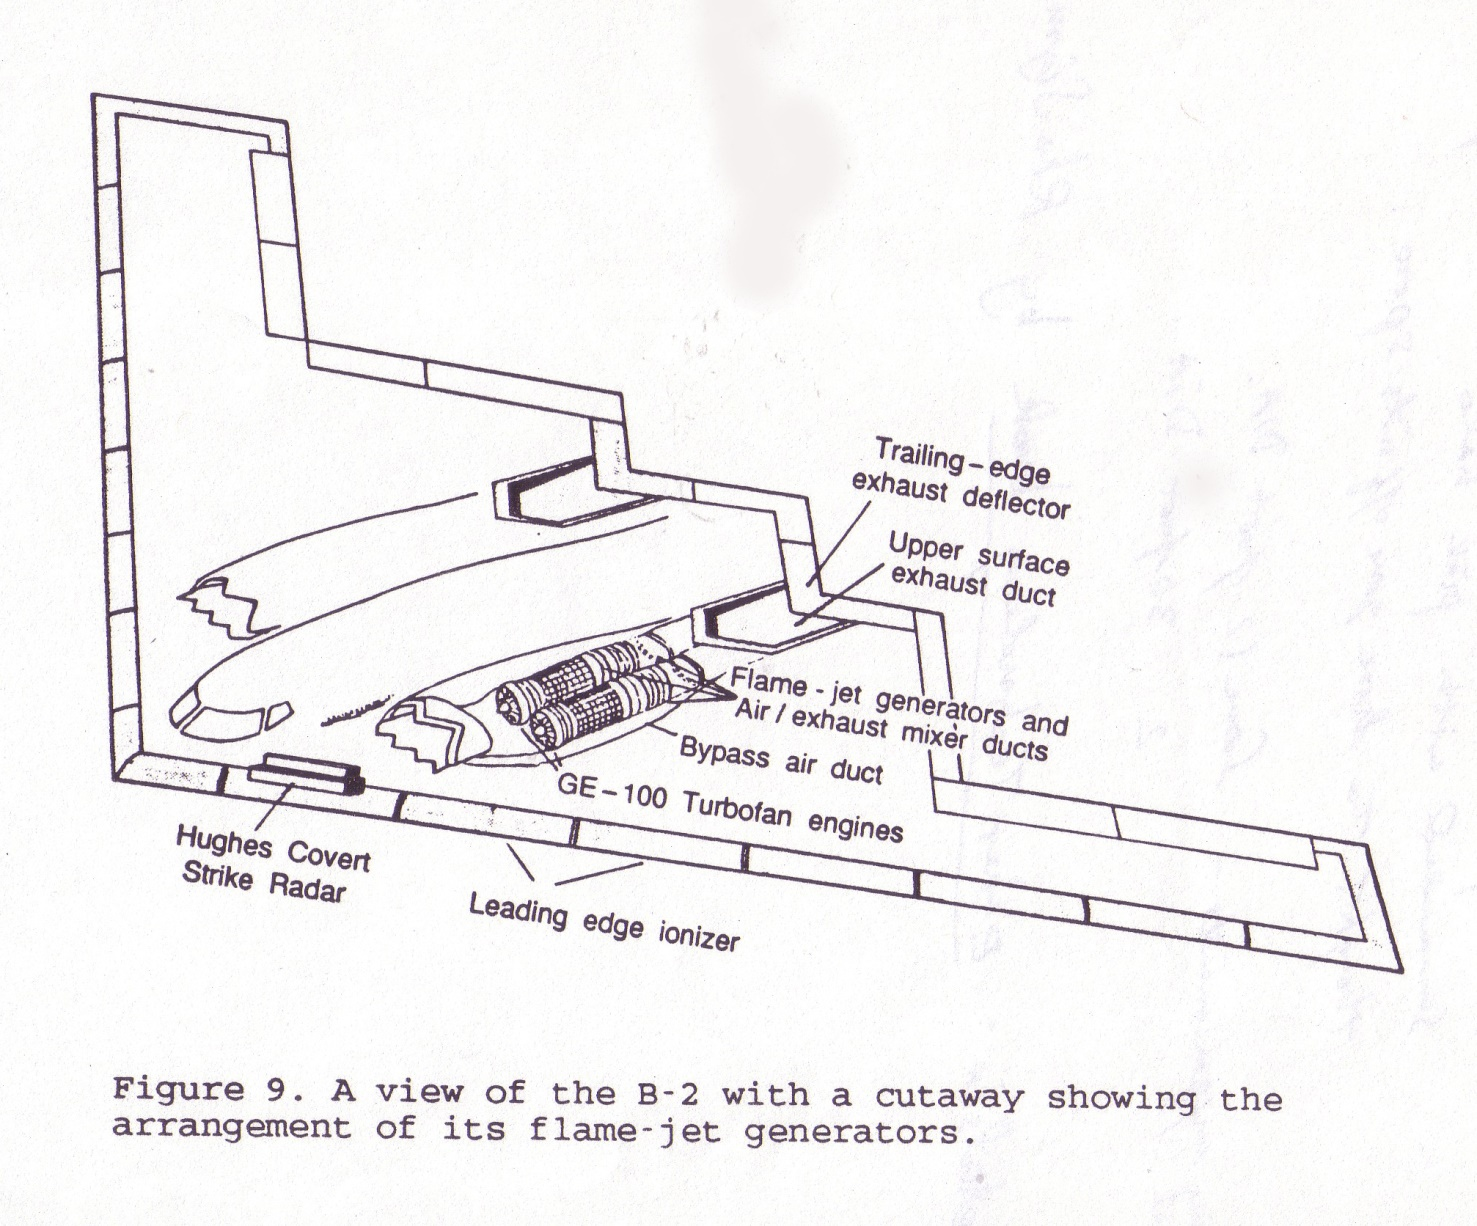 Trailing-edge
exhaust deflector
Upper surface
exhaust duct
Flame-jet generators and
Air / exhaust mixer ducts
Bypass air duct
GE-100 Turbofan engines
Hughes Covert
Strike Radar
Leading edge ionizer
Figure 9. A view of the B-2 with a cutaway showing the
arrangement of its flame-jet generators.